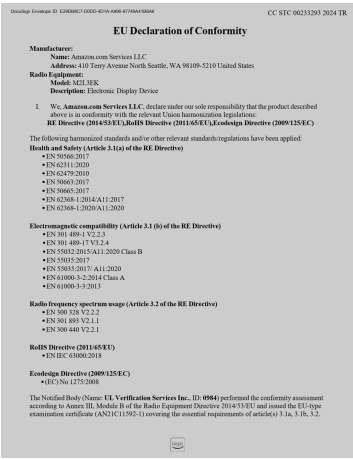 DocuSign Envelope ID: E29DB8C7-D0DD-4D1A-A998-87748A41B6A6
CC STC 00233293 2024 TR
EU Declaration of Conformity
Manufacturer:
Name: Amazon.com Services LLC
Address: 410 Terry Avenue North Seattle, WA 98109-5210 United States
Radio Equipment:
Model: M2L3EK
Description: Electronic Display Device
I. We, Amazon.com Services LLC, declare under our sole responsibility that the product described
above is in conformity with the relevant Union harmonization legislations:
RE Directive (2014/53/EU),RoHS Directive (2011/65/EU),Ecodesign Directive (2009/125/EC)
The following harmonized standards and/or other relevant standards/regulations have been applied:
Health and Safety (Article 3.1(a) of the RE Directive)
• EN 50566:2017
• EN 62311:2020
• EN 62479:2010
• EN 50663:2017
• EN 50665:2017
• EN 62368-1:2014/A11:2017
• EN 62368-1:2020/A11:2020
Electromagnetic compatibility (Article 3.1 (b) of the RE Directive)
• EN 301 489-1 V2.2.3
• EN 301 489-17 V3.2.4
• EN 55032:2015/A11:2020 Class B
• EN 55035:2017
• EN 55035:2017/ A11:2020
• EN 61000-3-2:2014 Class A
• EN 61000-3-3:2013
Radio frequency spectrum usage (Article 3.2 of the RE Directive)
• EN 300 328 V2.2.2
• EN 301 893 V2.1.1
• EN 300 440 V2.2.1
RoHS Directive (2011/65/EU)
• EN IEC 63000:2018
Ecodesign Directive (2009/125/EC)
• (EC) No 1275/2008
The Notified Body (Name: UL Verification Services Inc., ID: 0984) performed the conformity assessment
according to Annex III, Module B of the Radio Equipment Directive 2014/53/EU and issued the EU-type
examination certificate (AN21C11592-1) covering the essential requirements of article(s) 3.1a, 3.1b, 3.2.
legal